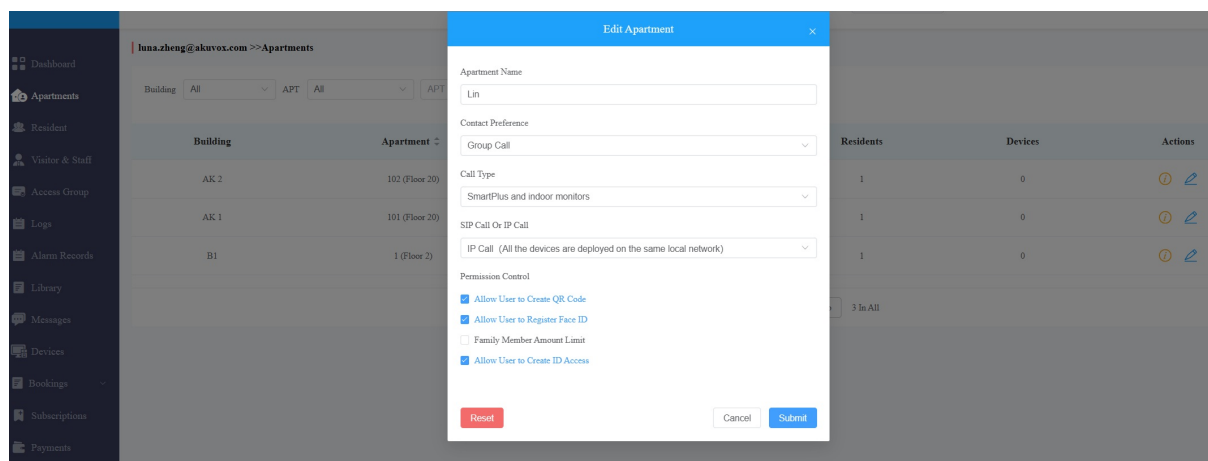 Edit Apartment
luna.zheng@akuvox.com >>Apartments
Dashboard
Apartments
Resident
Visitor & Staff
Access Group
Logs
Alarm Records
Library
Messages
Devices
Bookings
Subscriptions
Payments
Building All APT All APT
Building Apartment Residents Devices Actions
AK 2 102 (Floor 20) 1 0
AK 1 101 (Floor 20) 1 0
B1 1 (Floor 2) 1 0
3 In All
Apartment Name
Lin
Contact Preference
Group Call
Call Type
SmartPlus and indoor monitors
SIP Call Or IP Call
IP Call (All the devices are deployed on the same local network)
Permission Control
Allow User to Create QR Code
Allow User to Register Face ID
Family Member Amount Limit
Allow User to Create ID Access
Reset Cancel Submit